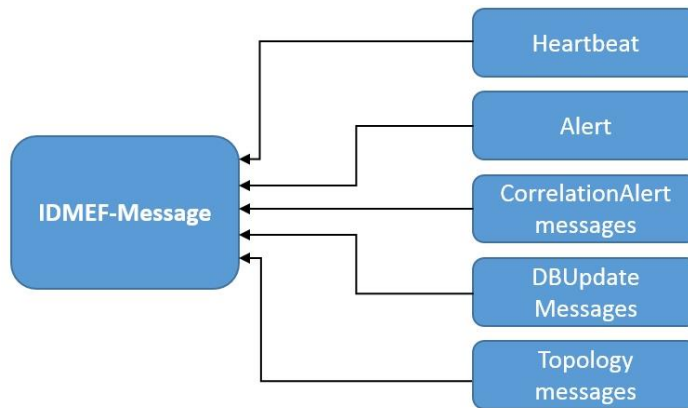 Heartbeat
Alert
IDMEF-Message
CorrelationAlert
messages
DBUpdate
Messages
Topology
messages